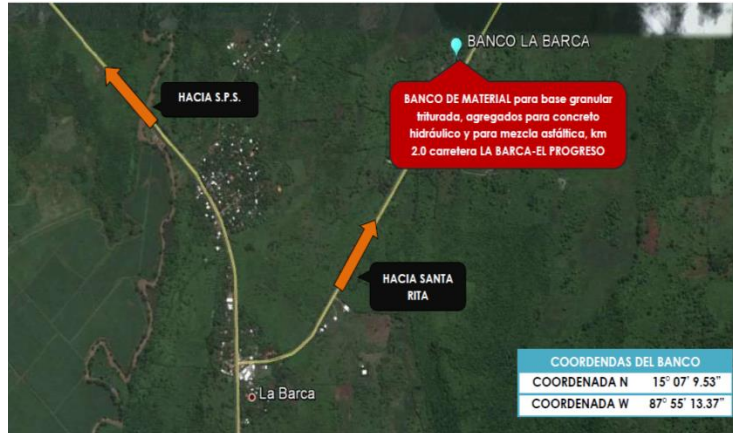 BANCO LA BARCA
HACIA S.P.S.
BANCO DE MATERIAL para base granular
triturada, agregados para concreto
hidráulico y para mezcla asfáltica, km
2.0 carretera LA BARCA-EL PROGRESO
HACIA SANTA
RITA
La Barca
COORDENDAS DEL BANCO
COORDENADA N 15° 07' 9.53"
COORDENADA W 87° 55' 13.37"